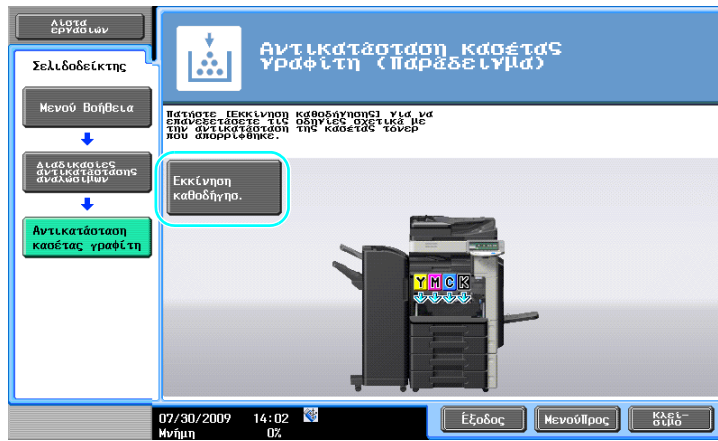 Λίστα
εργασιών
Σελιδοδείκτης
Μενού Βοήθεια
Διαδικασίες
αντικατάστασης
αναλώσιμων
Αντικατάσταση
κασέτας γραφίτη
Αντικατάσταση κασέτας
γραφίτη (Παράδειγμα)
Πατήστε [Εκκίνηση καθοδήγησης] για να
επανεξετάσετε τις οδηγίες σχετικά με
την αντικατάσταση της κασέτας τόνερ
που απορρίφθηκε.
Εκκίνηση
καθοδήγησ.
Y M C K
07/30/2009 14:02
Μνήμη 0%
Έξοδος
ΜενούΠρος
Κλεί-
σιμο